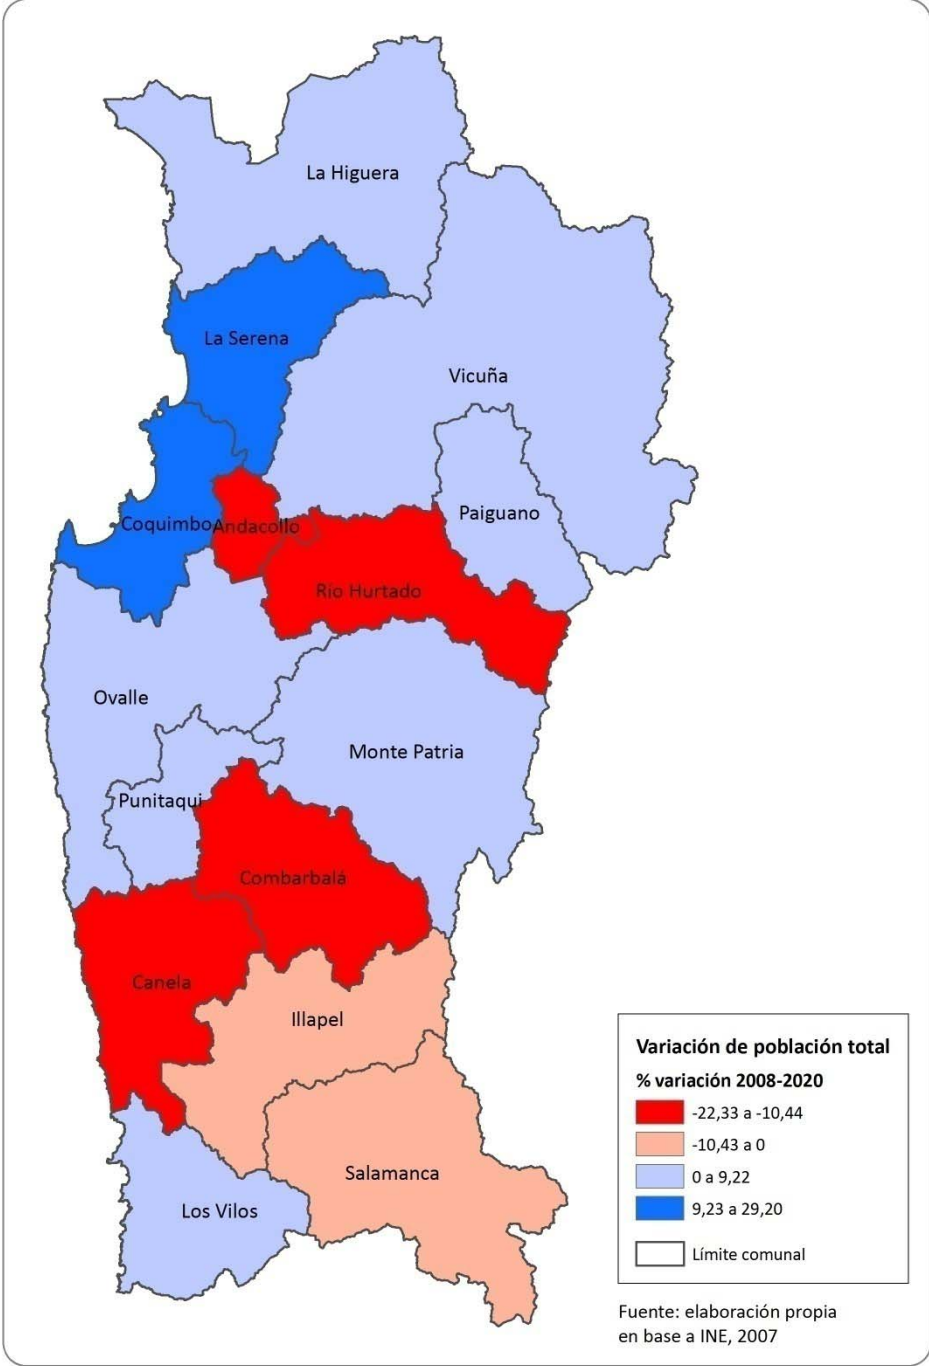 La Higuera
La Serena
Vicuña
Coquimbo
Andacollo
Paiguano
Río Hurtado
Ovalle
Monte Patria
Punitaqui
Combarbalá
Canela
Illapel
Salamanca
Los Vilos
Variación de población total
% variación 2008-2020
-22,33 a -10,44
-10,43 a 0
0 a 9,22
9,23 a 29,20
Límite comunal
Fuente: elaboración propia
en base a INE, 2007